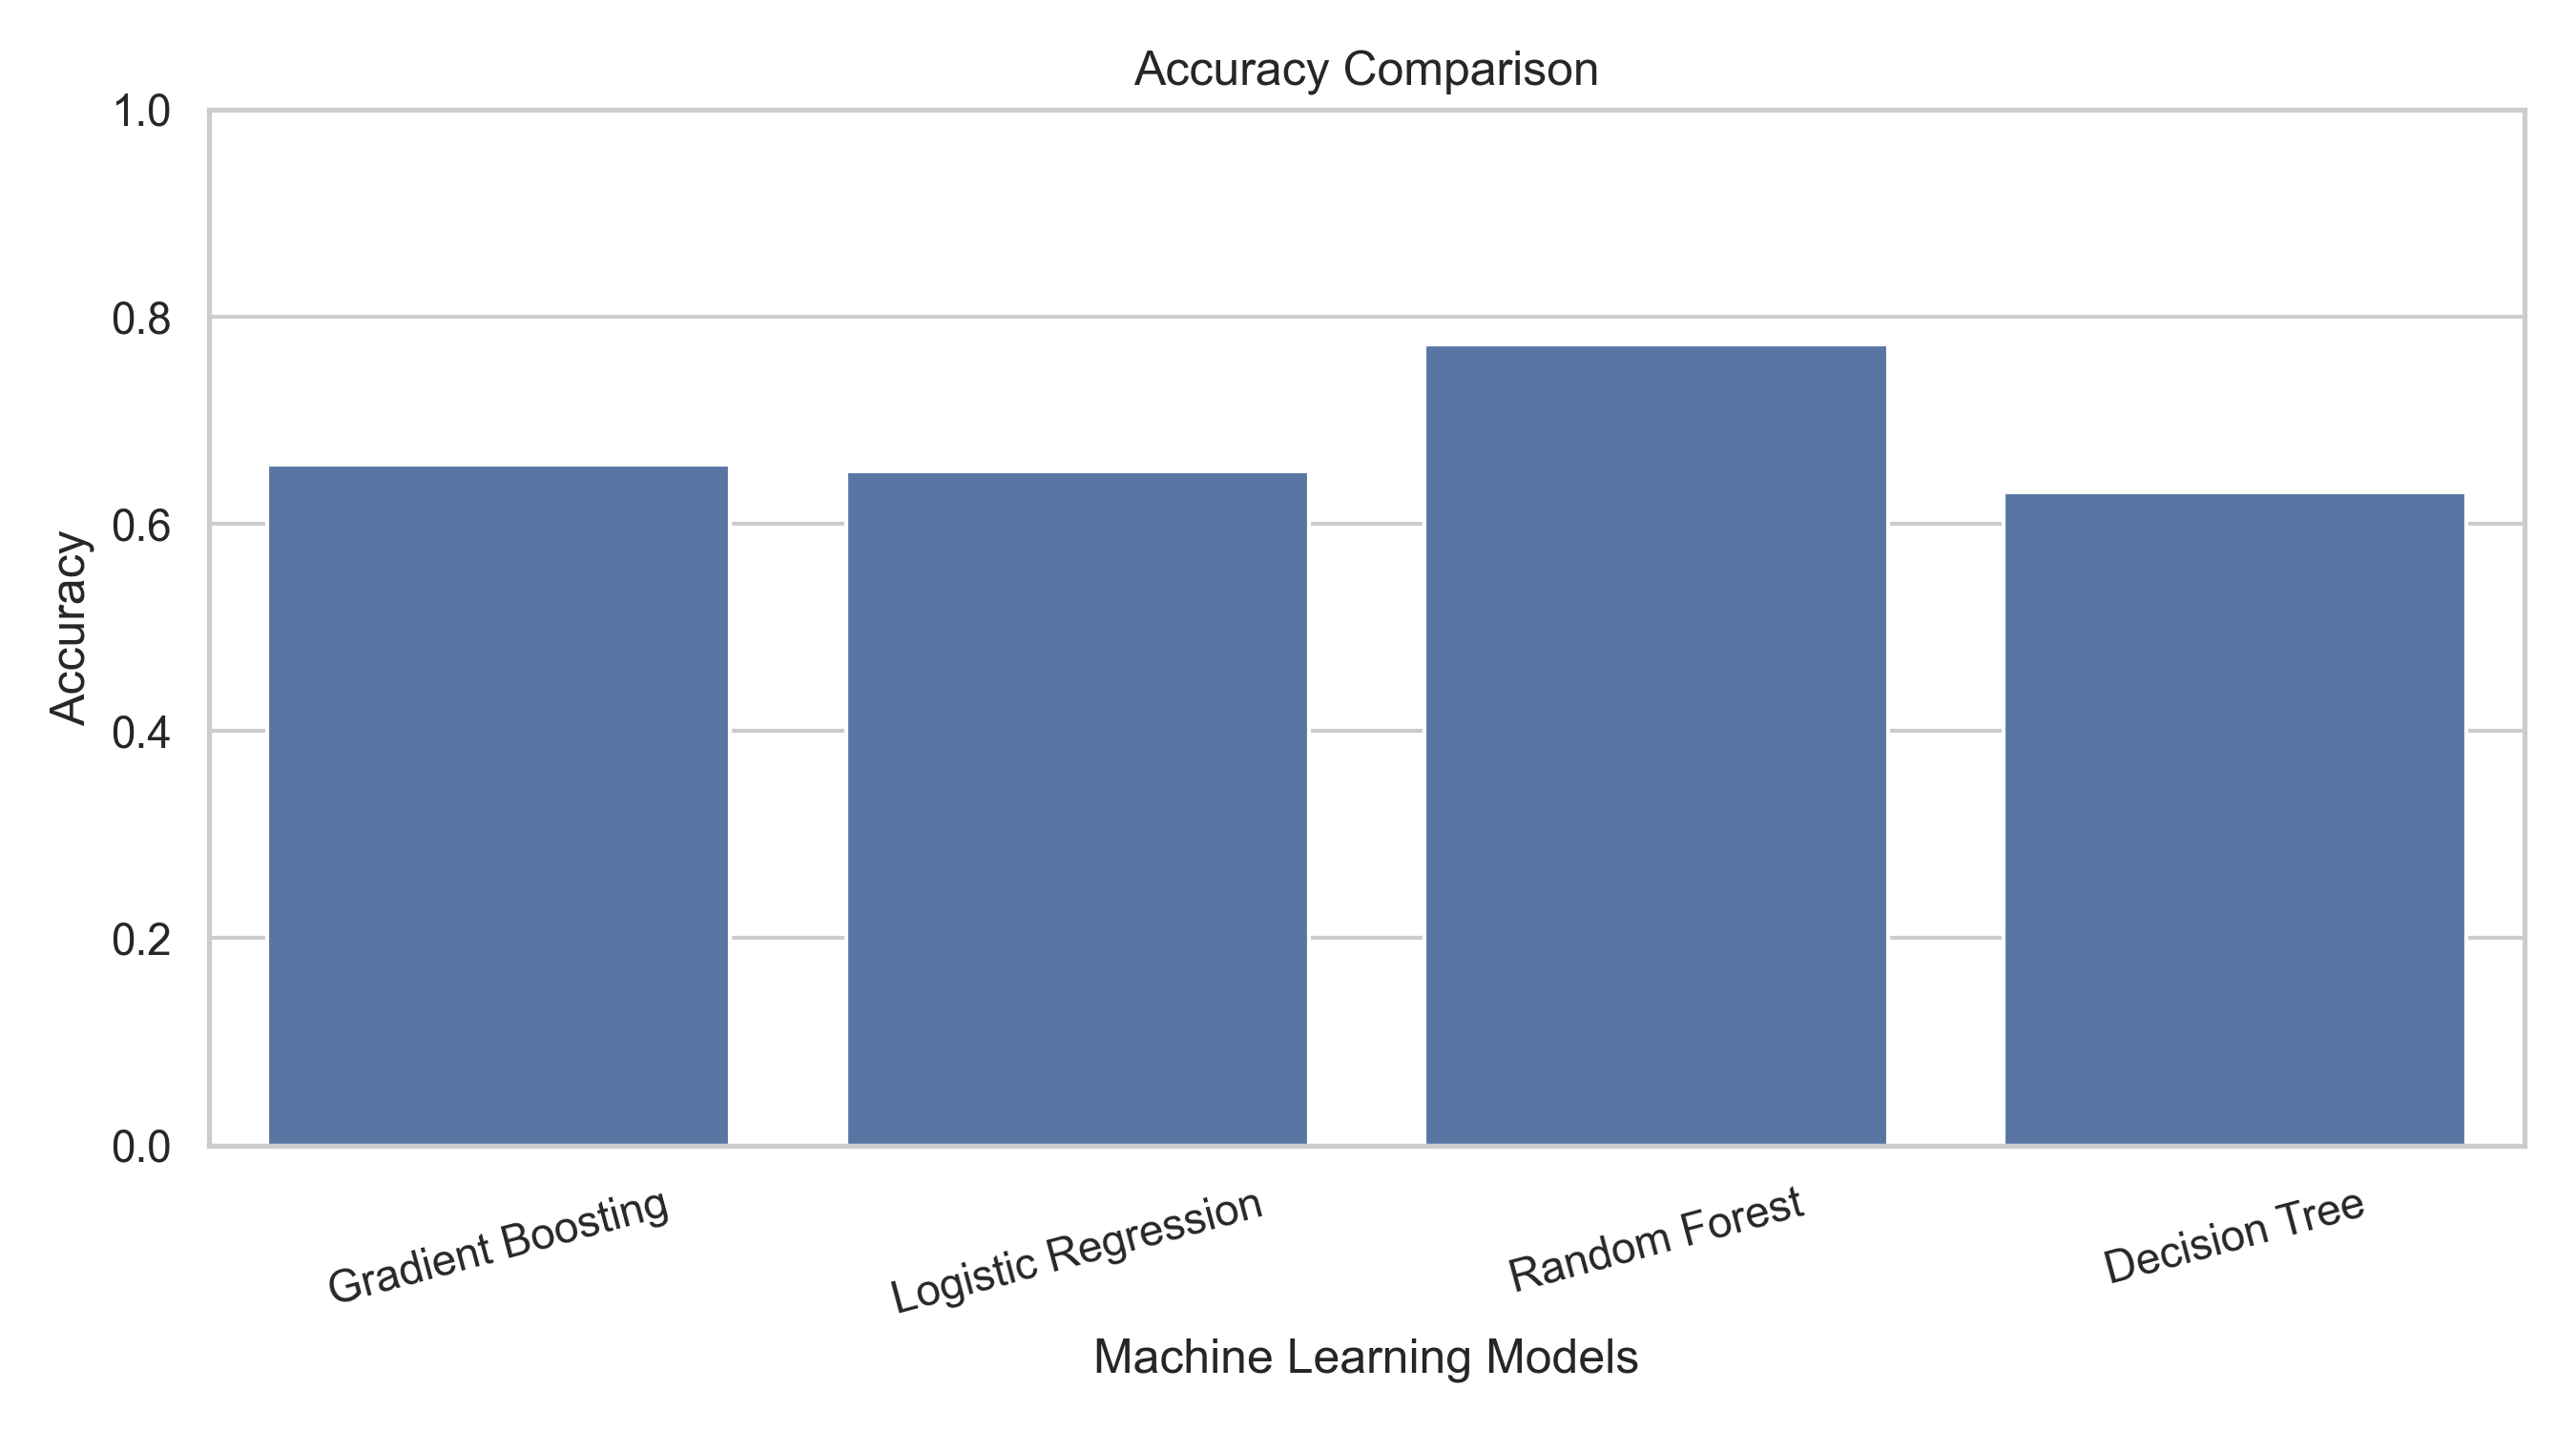 Accuracy Comparison
1.0
0.8
0.6
0.4
0.2
0.0
Accuracy
Gradient Boosting
Logistic Regression
Random Forest
Decision Tree
Machine Learning Models